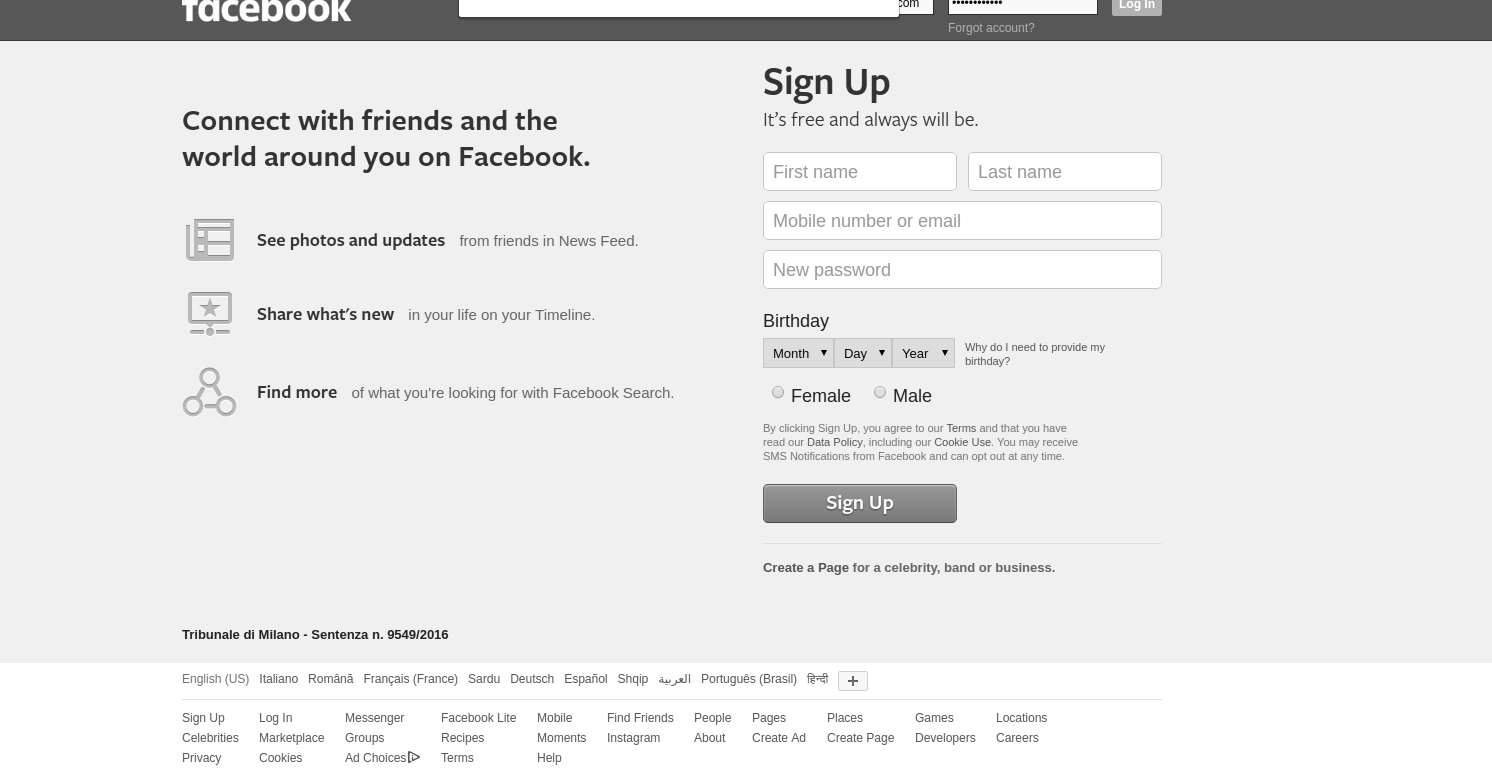 facebook
com
••••••••••••
Log In
Forgot account?
Sign Up
It's free and always will be.
Connect with friends and the
world around you on Facebook.
First name
Last name
Mobile number or email
New password
See photos and updates from friends in News Feed.
Share what's new in your life on your Timeline.
Find more of what you're looking for with Facebook Search.
Birthday
Month Day Year
Why do I need to provide my
birthday?
Female Male
By clicking Sign Up, you agree to our Terms and that you have
read our Data Policy, including our Cookie Use. You may receive
SMS Notifications from Facebook and can opt out at any time.
Sign Up
Create a Page for a celebrity, band or business.
Tribunale di Milano - Sentenza n. 9549/2016
English (US) Italiano Română Français (France) Sardu Deutsch Español Shqip العربية Português (Brasil) हिन्दी +
Sign Up Log In Messenger Facebook Lite Mobile Find Friends People Pages Places Games Locations
Celebrities Marketplace Groups Recipes Moments Instagram About Create Ad Create Page Developers Careers
Privacy Cookies Ad Choices Terms Help